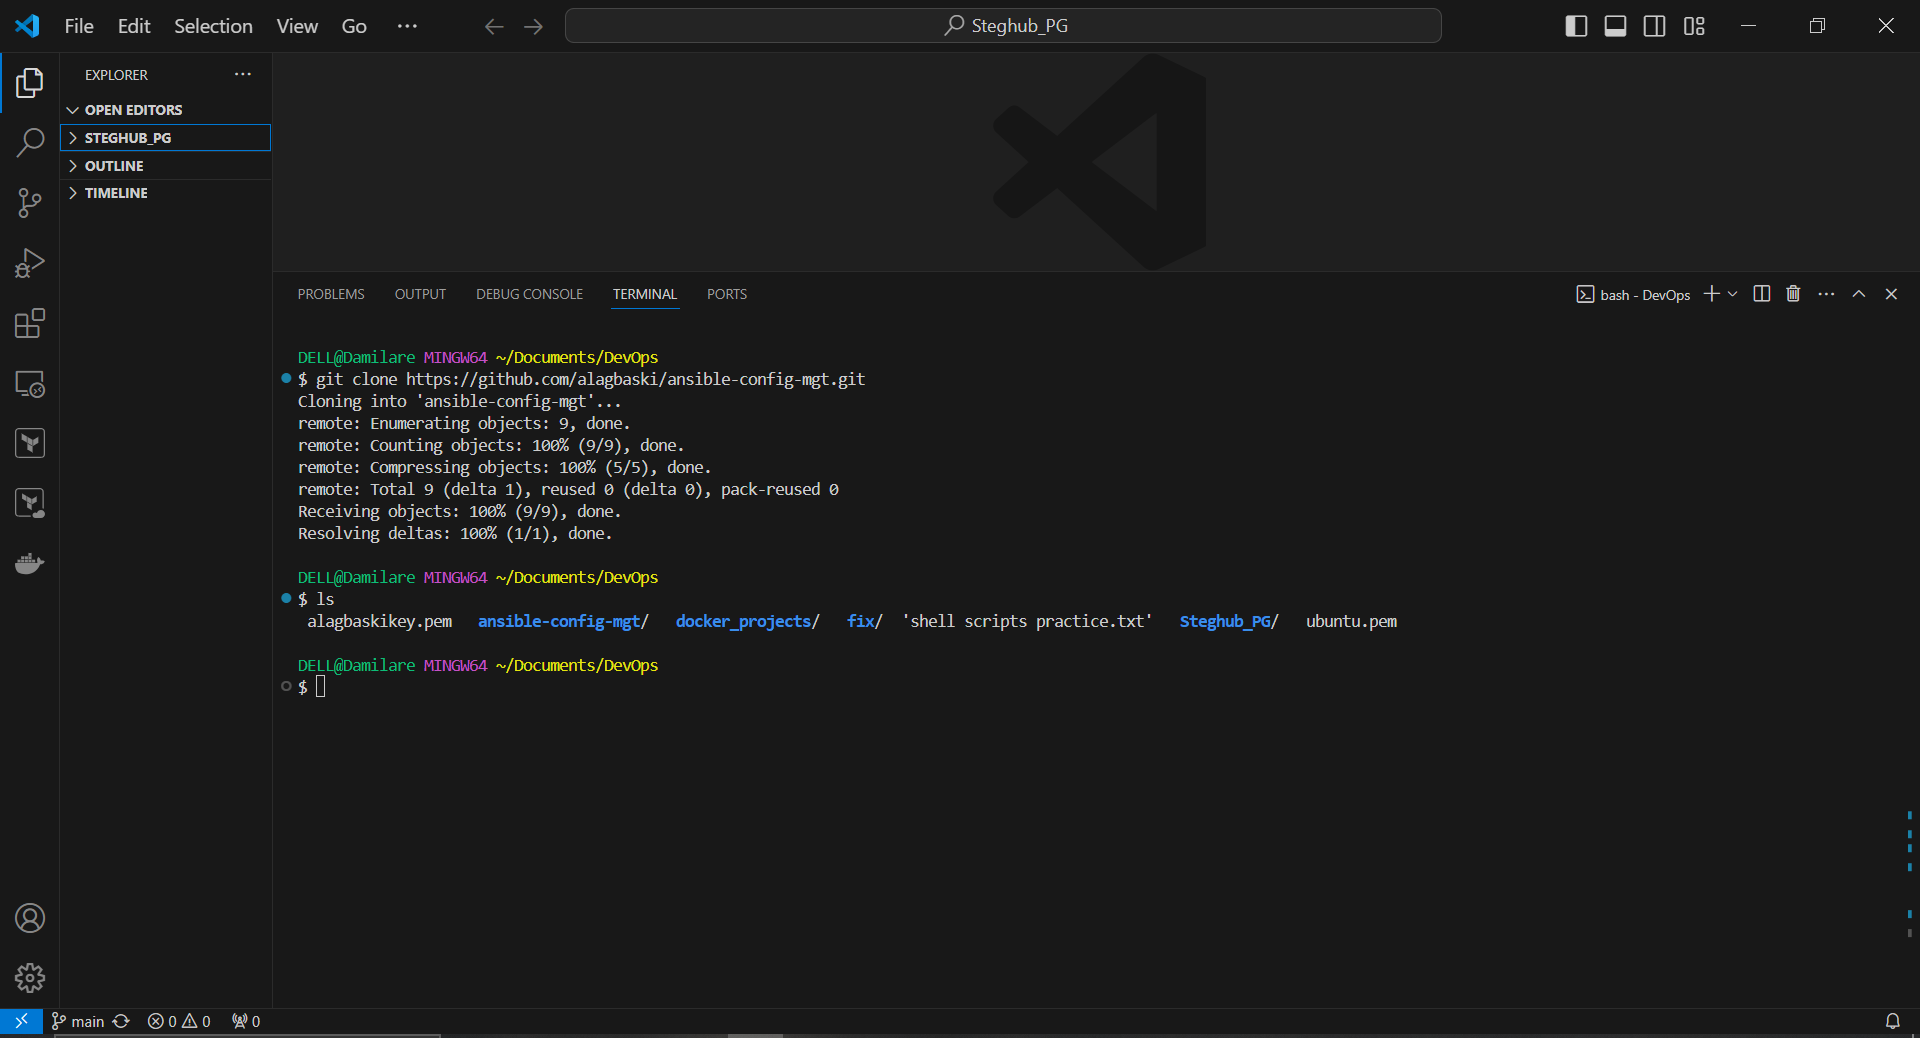 File Edit Selection View Go ···
Steghub_PG
EXPLORER ···
OPEN EDITORS
STEGHUB_PG
OUTLINE
TIMELINE
PROBLEMS OUTPUT DEBUG CONSOLE TERMINAL PORTS
bash - DevOps
DELL@Damilare MINGW64 ~/Documents/DevOps
$ git clone https://github.com/alagbaski/ansible-config-mgt.git
Cloning into 'ansible-config-mgt'...
remote: Enumerating objects: 9, done.
remote: Counting objects: 100% (9/9), done.
remote: Compressing objects: 100% (5/5), done.
remote: Total 9 (delta 1), reused 0 (delta 0), pack-reused 0
Receiving objects: 100% (9/9), done.
Resolving deltas: 100% (1/1), done.
DELL@Damilare MINGW64 ~/Documents/DevOps
$ ls
alagbaskikey.pem ansible-config-mgt/ docker_projects/ fix/ 'shell scripts practice.txt' Steghub_PG/ ubuntu.pem
DELL@Damilare MINGW64 ~/Documents/DevOps
$
main 0 0 0